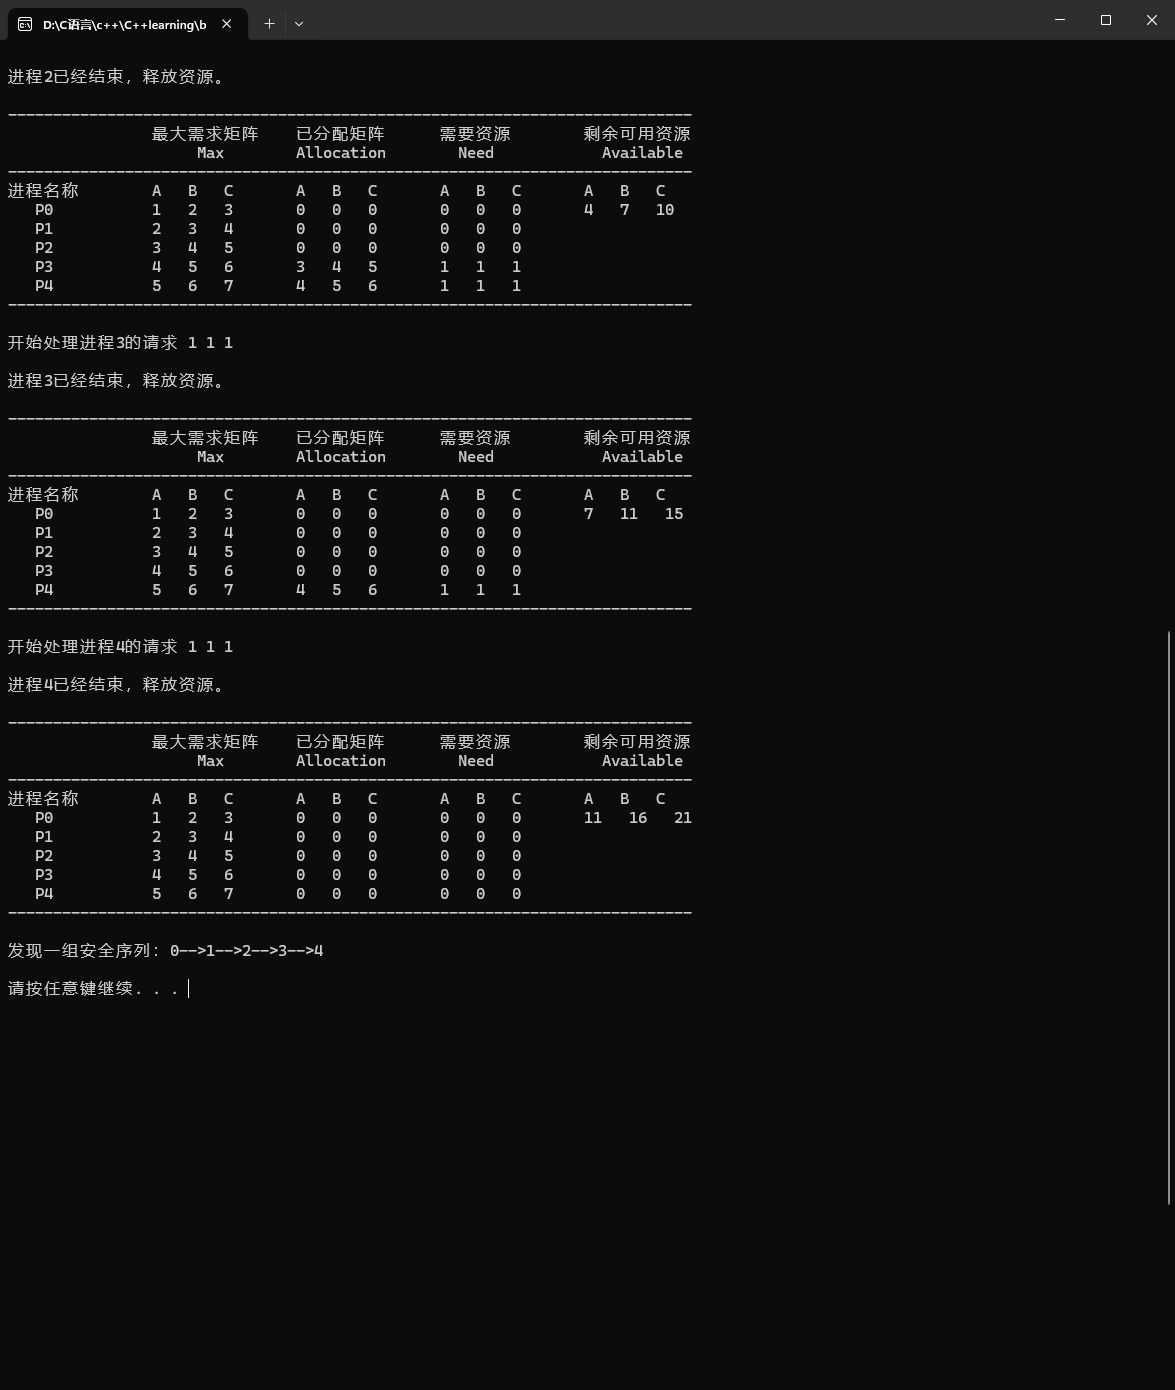 D:\C语言\c++\C++learning\b
进程2已经结束, 释放资源。
----------------------------------------------------------------------------
最大需求矩阵 已分配矩阵 需要资源 剩余可用资源
Max Allocation Need Available
----------------------------------------------------------------------------
进程名称 A B C A B C A B C A B C
P0 1 2 3 0 0 0 0 0 0 4 7 10
P1 2 3 4 0 0 0 0 0 0
P2 3 4 5 0 0 0 0 0 0
P3 4 5 6 3 4 5 1 1 1
P4 5 6 7 4 5 6 1 1 1
----------------------------------------------------------------------------
开始处理进程3的请求 1 1 1
进程3已经结束, 释放资源。
----------------------------------------------------------------------------
最大需求矩阵 已分配矩阵 需要资源 剩余可用资源
Max Allocation Need Available
----------------------------------------------------------------------------
进程名称 A B C A B C A B C A B C
P0 1 2 3 0 0 0 0 0 0 7 11 15
P1 2 3 4 0 0 0 0 0 0
P2 3 4 5 0 0 0 0 0 0
P3 4 5 6 0 0 0 0 0 0
P4 5 6 7 4 5 6 1 1 1
----------------------------------------------------------------------------
开始处理进程4的请求 1 1 1
进程4已经结束, 释放资源。
----------------------------------------------------------------------------
最大需求矩阵 已分配矩阵 需要资源 剩余可用资源
Max Allocation Need Available
----------------------------------------------------------------------------
进程名称 A B C A B C A B C A B C
P0 1 2 3 0 0 0 0 0 0 11 16 21
P1 2 3 4 0 0 0 0 0 0
P2 3 4 5 0 0 0 0 0 0
P3 4 5 6 0 0 0 0 0 0
P4 5 6 7 0 0 0 0 0 0
----------------------------------------------------------------------------
发现一组安全序列: 0-->1-->2-->3-->4
请按任意键继续. . .